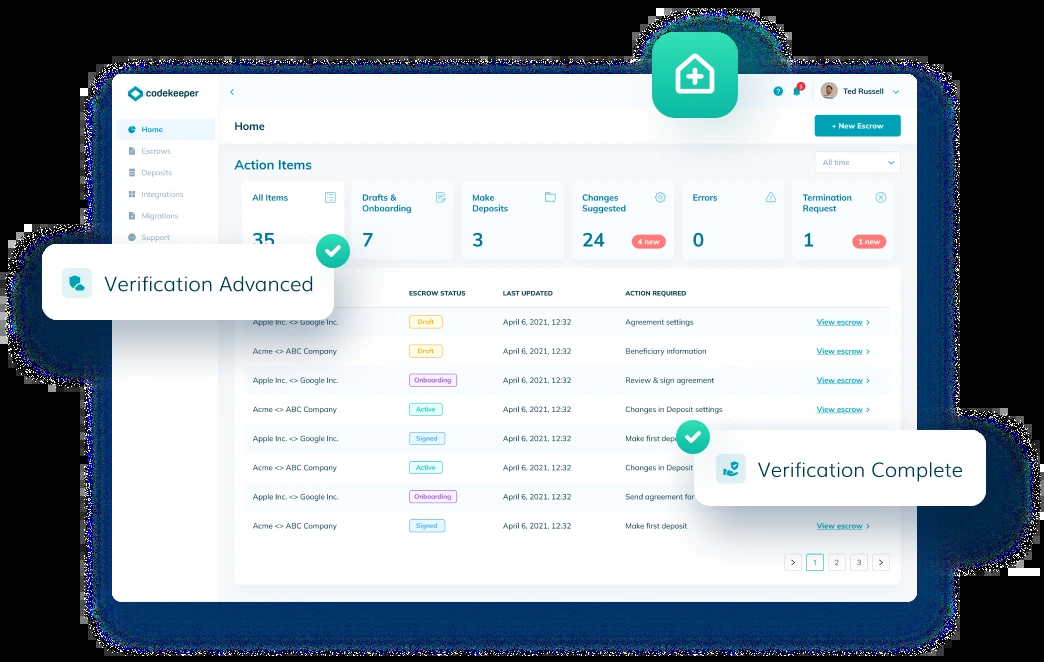 codekeeper
3
Ted Russell
Home
Home
+ New Escrow
Escrows
Action Items
All time
Deposits
Integrations
All Items
Drafts &
Onboarding
Make
Deposits
Changes
Suggested
Errors
Termination
Request
Migrations
Support
35
7
3
24
4 new
0
1
1 new
Verification Advanced
ESCROW STATUS LAST UPDATED ACTION REQUIRED
Apple Inc. <> Google Inc. Draft April 6, 2021, 12:32 Agreement settings View escrow >
Acme <> ABC Company Draft April 6, 2021, 12:32 Beneficiary information View escrow >
Apple Inc. <> Google Inc. Onboarding April 6, 2021, 12:32 Review & sign agreement View escrow >
Acme <> ABC Company Active April 6, 2021, 12:32 Changes in Deposit settings View escrow >
Apple Inc. <> Google Inc. Signed April 6, 2021, 12:32 Make first
Acme <> ABC Company Active April 6, 2021, 12:32 Changes in Deposit
Verification Complete
Apple Inc. <> Google Inc. Onboarding April 6, 2021, 12:32 Send agreement for
Acme <> ABC Company Signed April 6, 2021, 12:32 Make first deposit View escrow >
> 1 2 3 >